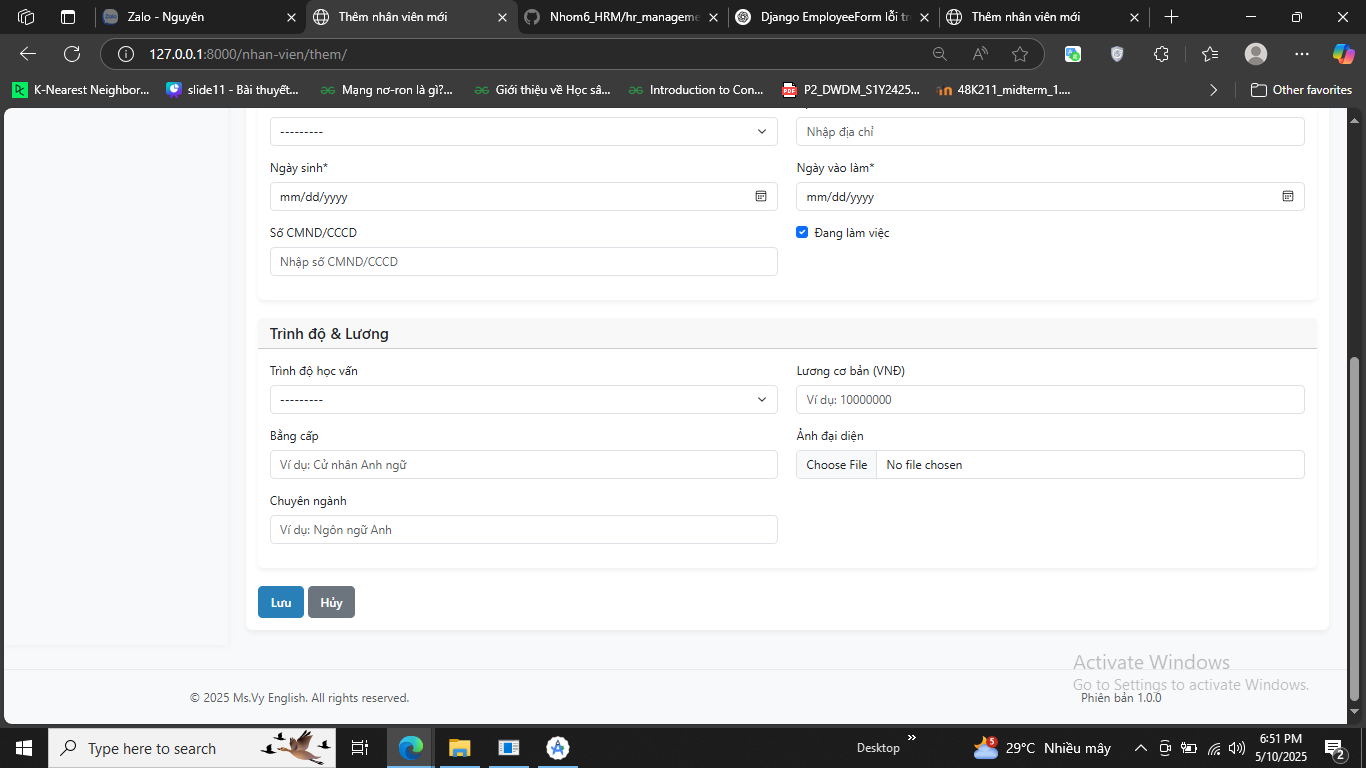 Zalo - Nguyên
Thêm nhân viên mới
Nhom6_HRM/hr_manageme
Django EmployeeForm lỗi tr
Thêm nhân viên mới
127.0.0.1:8000/nhan-vien/them/
K-Nearest Neighbor...
slide11 - Bài thuyết...
Mạng nơ-ron là gì?...
Giới thiệu về Học sâ...
Introduction to Con...
P2_DWDM_S1Y2425...
48K211_midterm_1....
Other favorites
---------
Nhập địa chỉ
Ngày sinh*
Ngày vào làm*
mm/dd/yyyy
mm/dd/yyyy
Số CMND/CCCD
Đang làm việc
Nhập số CMND/CCCD
Trình độ & Lương
Trình độ học vấn
Lương cơ bản (VNĐ)
---------
Ví dụ: 10000000
Bằng cấp
Ảnh đại diện
Ví dụ: Cử nhân Anh ngữ
Choose File
No file chosen
Chuyên ngành
Ví dụ: Ngôn ngữ Anh
Lưu
Hủy
Activate Windows
Go to Settings to activate Windows.
© 2025 Ms.Vy English. All rights reserved.
Phiên bản 1.0.0
Type here to search
Desktop
5
29°C
Nhiều mây
6:51 PM
5/10/2025
2